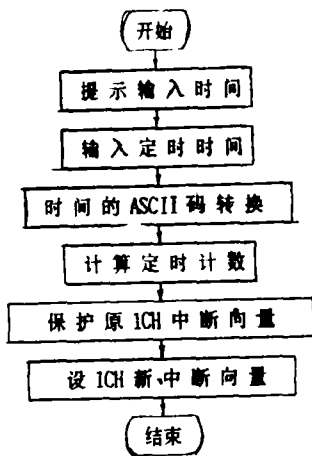 开始
提示输入时间
输入定时时间
时间的ASCII码转换
计算定时计数
保护原1CH中断向量
设1CH新中断向量
结束